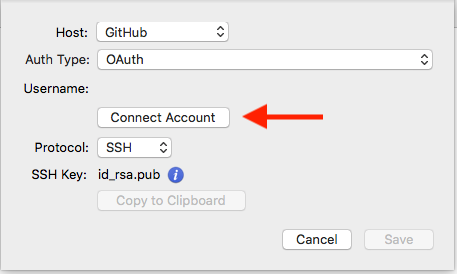 Host: GitHub
Auth Type: OAuth
Username:
Connect Account
Protocol: SSH
SSH Key: id_rsa.pub i
Copy to Clipboard
Cancel Save